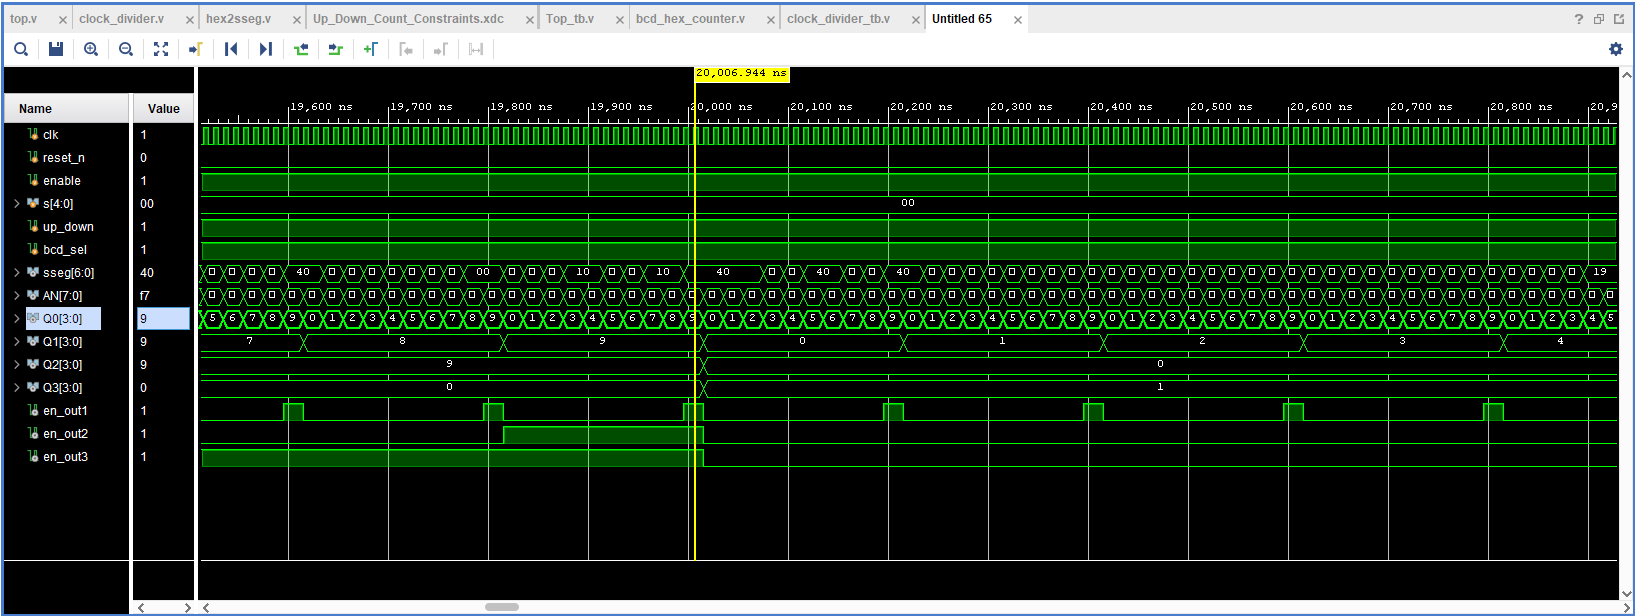 top.v × clock_divider.v × hex2sseg.v × Up_Down_Count_Constraints.xdc × Top_tb.v × bcd_hex_counter.v × clock_divider_tb.v × Untitled 65 × ?
20,006.944 ns
19,600 ns 19,700 ns 19,800 ns 19,900 ns 20,000 ns 20,100 ns 20,200 ns 20,300 ns 20,400 ns 20,500 ns 20,600 ns 20,700 ns 20,800 ns 20,9
Name Value
clk 1
reset_n 0
enable 1
s[4:0] 00 00
up_down 1
bcd_sel 1
sseg[6:0] 40 40 00 10 10 40 40 40 19
AN[7:0] f7
Q0[3:0] 9 5 6 7 8 9 0 1 2 3 4 5 6 7 8 9 0 1 2 3 4 5 6 7 8 9 0 1 2 3 4 5 6 7 8 9 0 1 2 3 4 5 6 7 8 9 0 1 2 3 4 5 6 7 8 9 0 1 2 3 4 5 6 7 8 9 0 1 2 3 4 5
Q1[3:0] 9 7 8 9 0 1 2 3 4
Q2[3:0] 9 9 0
Q3[3:0] 0 0 1
en_out1 1
en_out2 1
en_out3 1